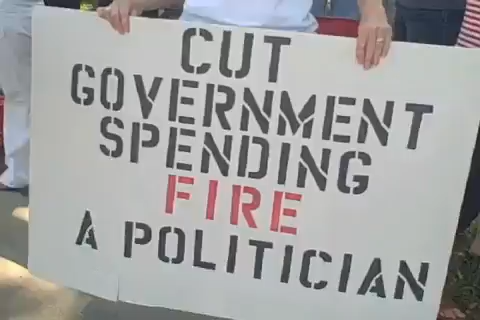 CUT
GOVERNMENT
SPENDING
FIRE
A POLITICIAN